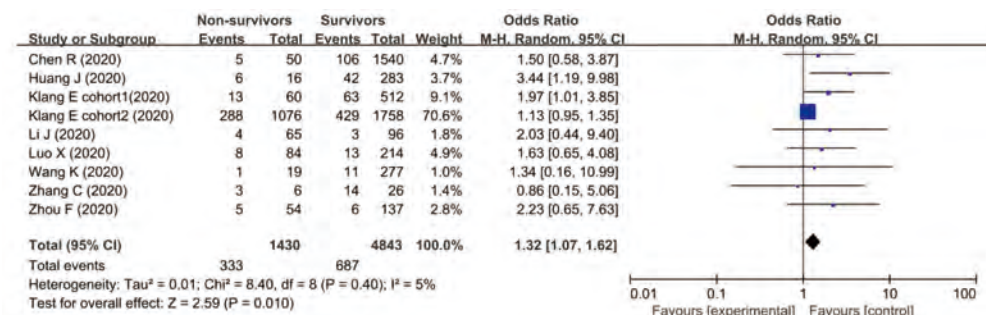 Non-survivors Survivors Odds Ratio Odds Ratio
Study or Subgroup Events Total Events Total Weight M-H. Random. 95% CI M-H. Random. 95% CI
Chen R (2020) 5 50 106 1540 4.7% 1.50 [0.58, 3.87]
Huang J (2020) 6 16 42 283 3.7% 3.44 [1.19, 9.98]
Klang E cohort1(2020) 13 60 63 512 9.1% 1.97 [1.01, 3.85]
Klang E cohort2 (2020) 288 1076 429 1758 70.6% 1.13 [0.95, 1.35]
Li J (2020) 4 65 3 96 1.8% 2.03 [0.44, 9.40]
Luo X (2020) 8 84 13 214 4.9% 1.63 [0.65, 4.08]
Wang K (2020) 1 19 11 277 1.0% 1.34 [0.16, 10.99]
Zhang C (2020) 3 6 14 26 1.4% 0.86 [0.15, 5.06]
Zhou F (2020) 5 54 6 137 2.8% 2.23 [0.65, 7.63]
Total (95% CI) 1430 4843 100.0% 1.32 [1.07, 1.62]
Total events 333 687
Heterogeneity: Tau² = 0.01; Chi² = 8.40, df = 8 (P = 0.40); I² = 5%
Test for overall effect: Z = 2.59 (P = 0.010)
0.01 0.1 1 10 100
Favours [experimental] Favours [control]